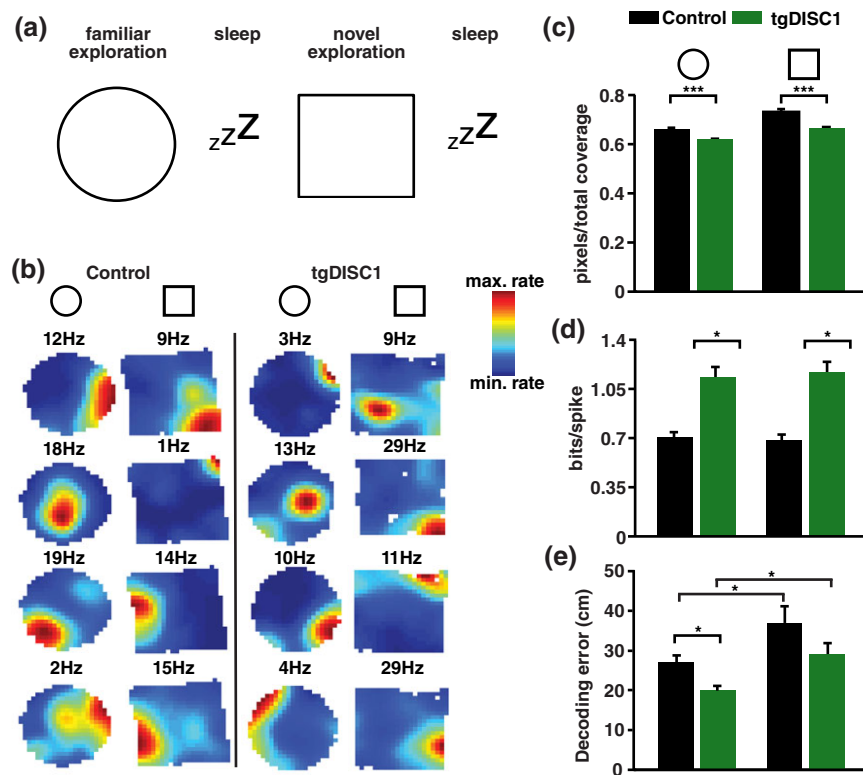 (a)
familiar exploration
sleep
novel exploration
sleep
zzZ
zzZ
(b)
Control
tgDISC1
max. rate
min. rate
12Hz
9Hz
3Hz
9Hz
18Hz
1Hz
13Hz
29Hz
19Hz
14Hz
10Hz
11Hz
2Hz
15Hz
4Hz
29Hz
Control
tgDISC1
(c)
***
***
0.8
0.6
0.4
0.2
0
pixels/total coverage
(d)
*
*
1.4
1.05
0.7
0.35
0
bits/spike
(e)
*
*
*
50
40
30
20
10
0
Decoding error (cm)